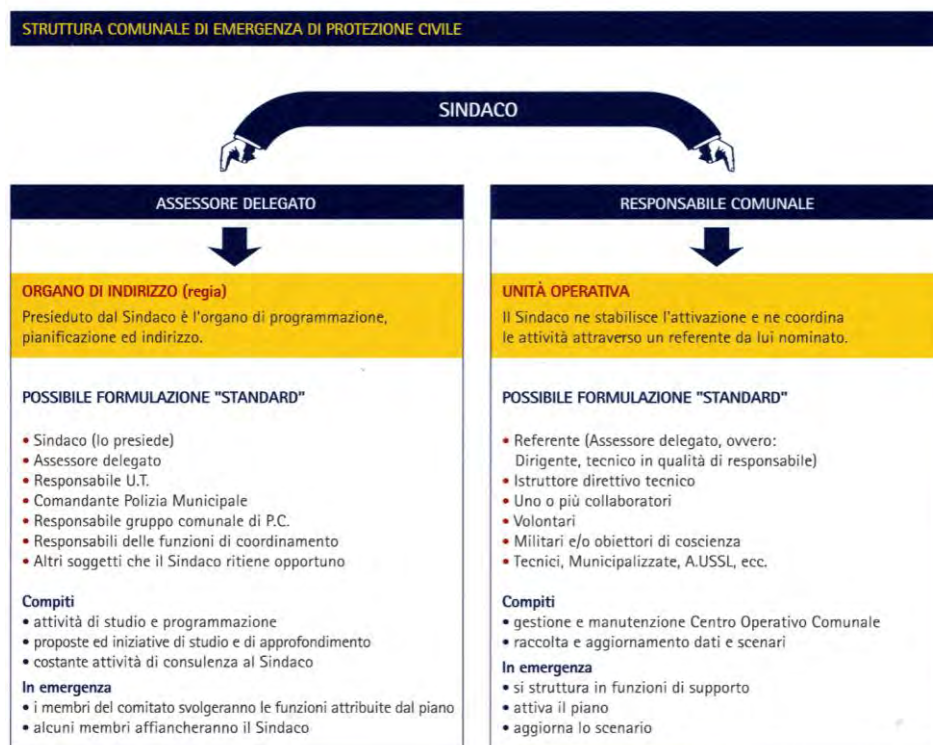 STRUTTURA COMUNALE DI EMERGENZA DI PROTEZIONE CIVILE
SINDACO
ASSESSORE DELEGATO
ORGANO DI INDIRIZZO (regia)
Presieduto dal Sindaco è l'organo di programmazione,
pianificazione ed indirizzo.
POSSIBILE FORMULAZIONE "STANDARD"
• Sindaco (lo presiede)
• Assessore delegato
• Responsabile U.T.
• Comandante Polizia Municipale
• Responsabile gruppo comunale di P.C.
• Responsabili delle funzioni di coordinamento
• Altri soggetti che il Sindaco ritiene opportuno
Compiti
• attività di studio e programmazione
• proposte ed iniziative di studio e di approfondimento
• costante attività di consulenza al Sindaco
In emergenza
• i membri del comitato svolgeranno le funzioni attribuite dal piano
• alcuni membri affiancheranno il Sindaco
RESPONSABILE COMUNALE
UNITÀ OPERATIVA
Il Sindaco ne stabilisce l'attivazione e ne coordina
le attività attraverso un referente da lui nominato.
POSSIBILE FORMULAZIONE "STANDARD"
• Referente (Assessore delegato, ovvero:
Dirigente, tecnico in qualità di responsabile)
• Istruttore direttivo tecnico
• Uno o più collaboratori
• Volontari
• Militari e/o obiettori di coscienza
• Tecnici, Municipalizzate, A.USSL, ecc.
Compiti
• gestione e manutenzione Centro Operativo Comunale
• raccolta e aggiornamento dati e scenari
In emergenza
• si struttura in funzioni di supporto
• attiva il piano
• aggiorna lo scenario